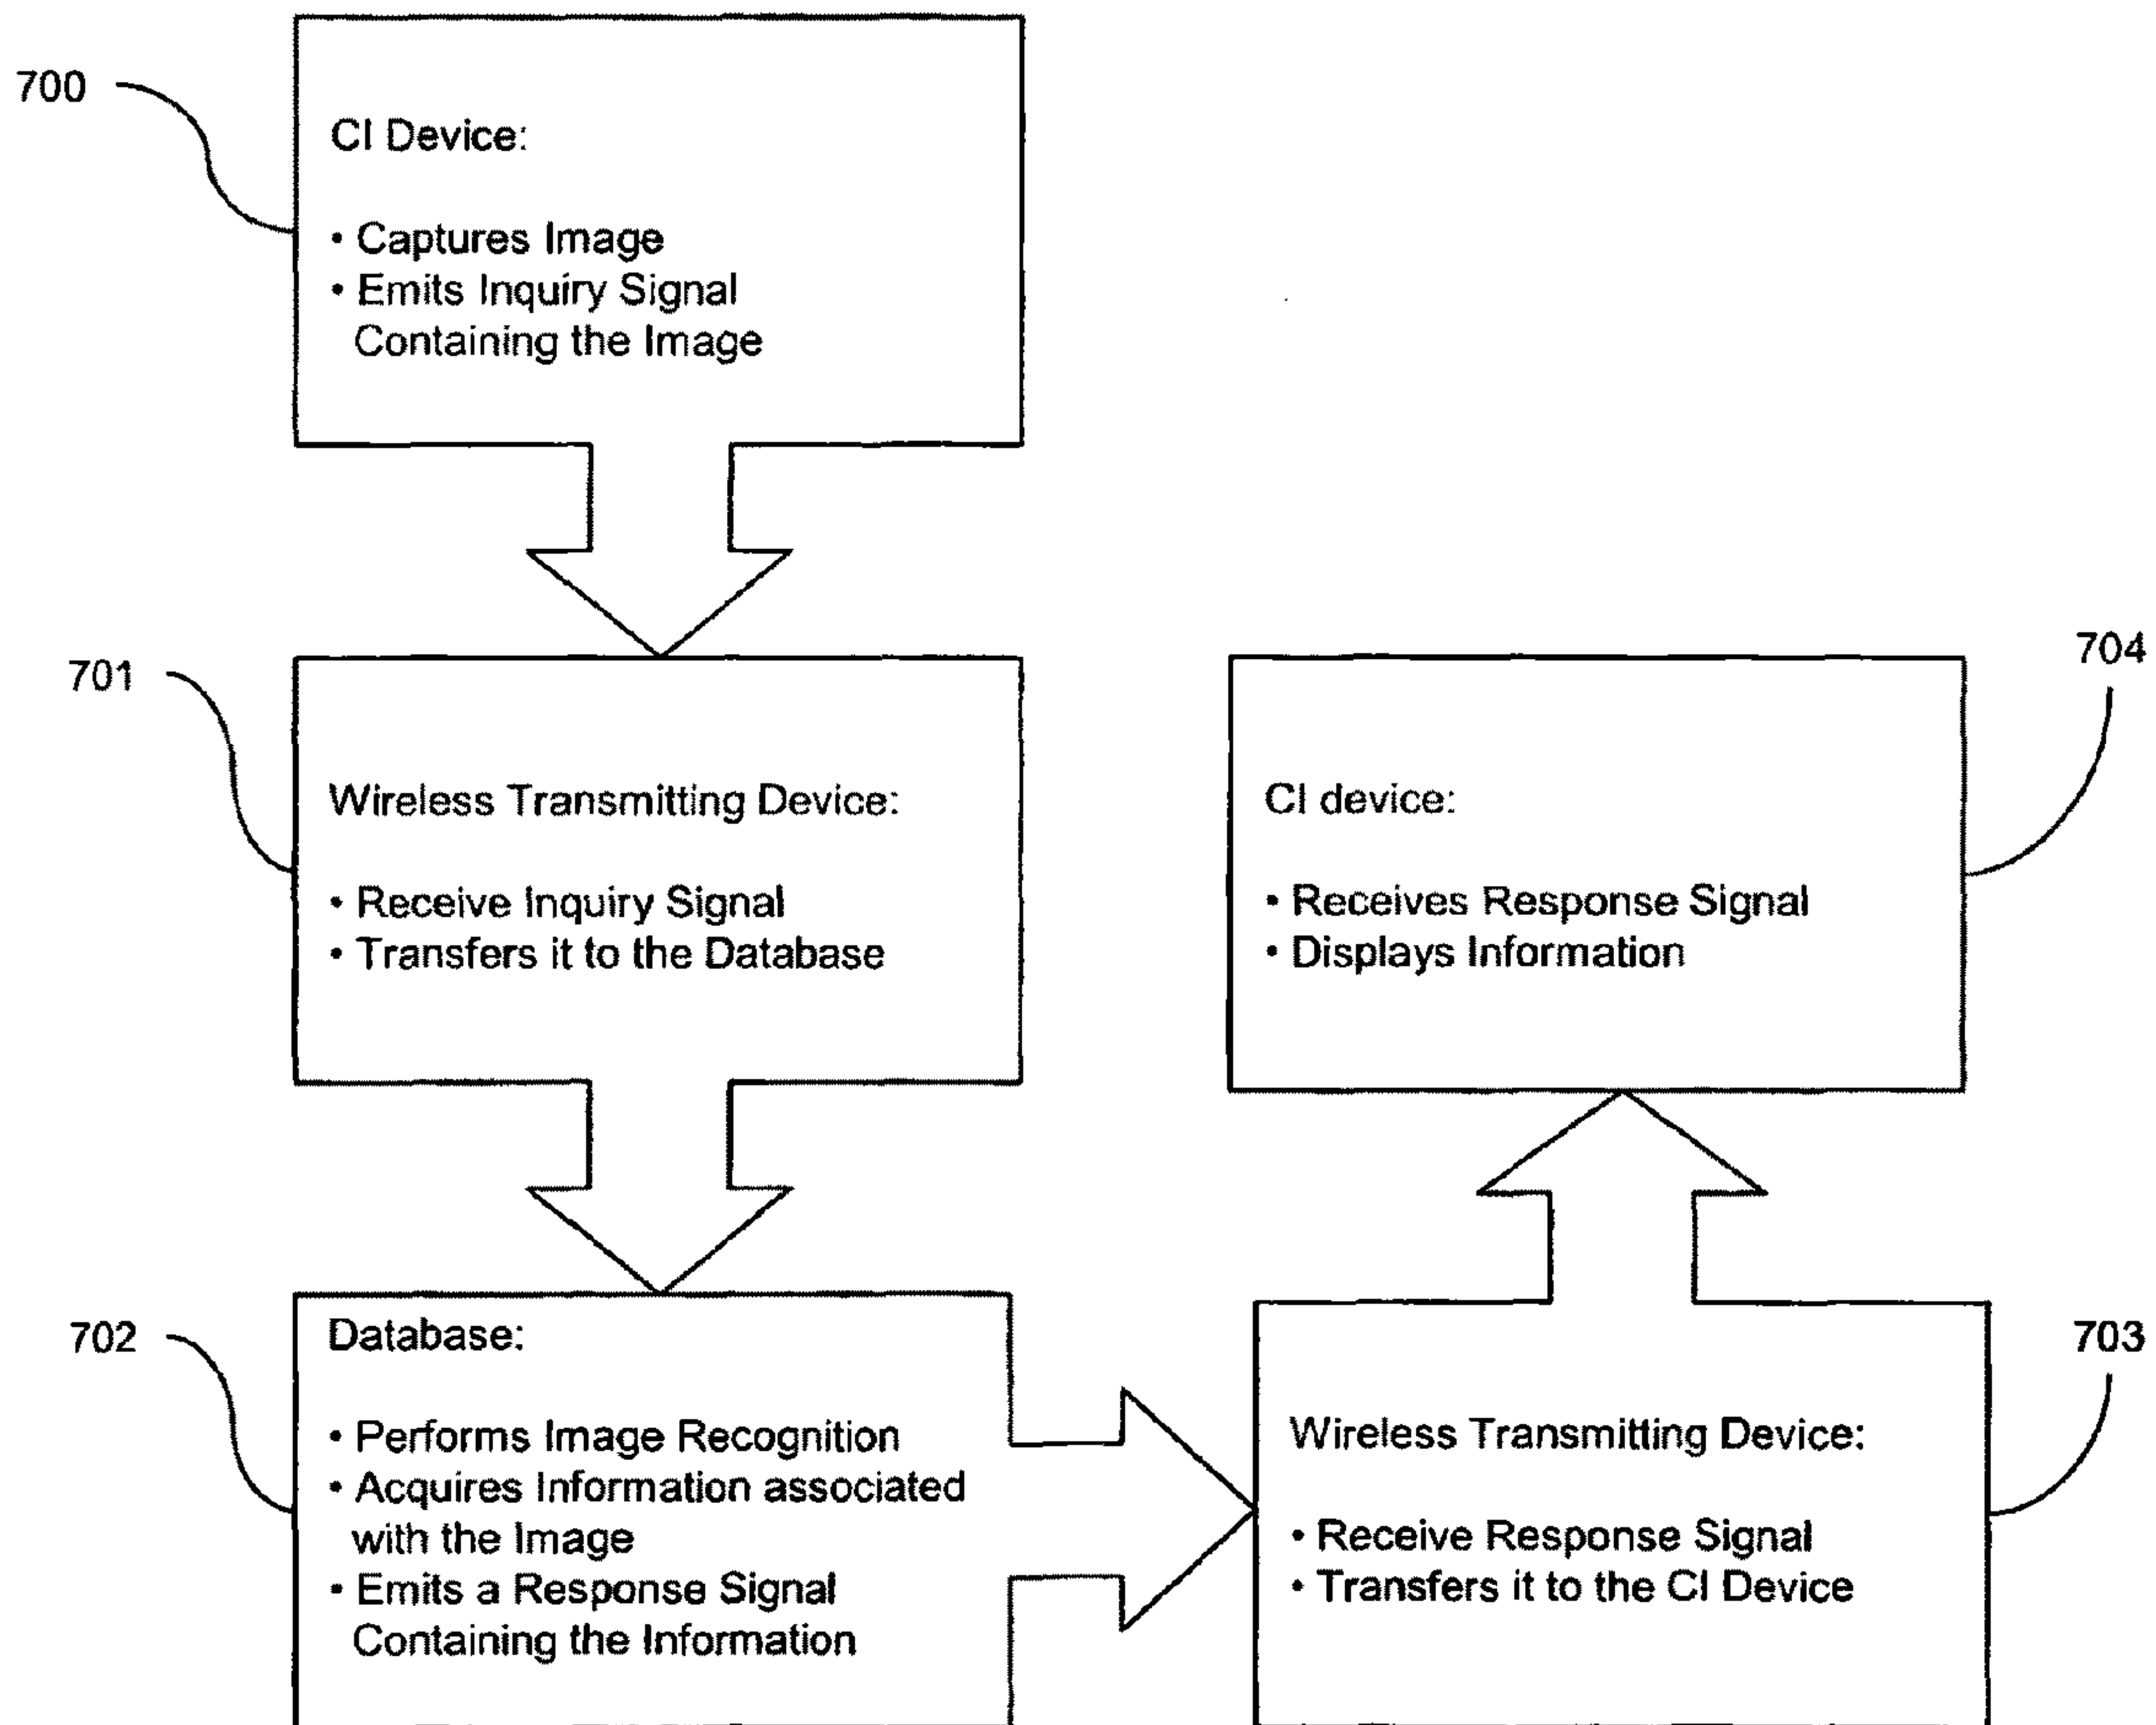 700
CI Device:
• Captures Image
• Emits Inquiry Signal
Containing the Image
701
Wireless Transmitting Device:
• Receive Inquiry Signal
• Transfers it to the Database
702
Database:
• Performs Image Recognition
• Acquires Information associated
with the Image
• Emits a Response Signal
Containing the Information
703
Wireless Transmitting Device:
• Receive Response Signal
• Transfers it to the CI Device
704
CI device:
• Receives Response Signal
• Displays Information